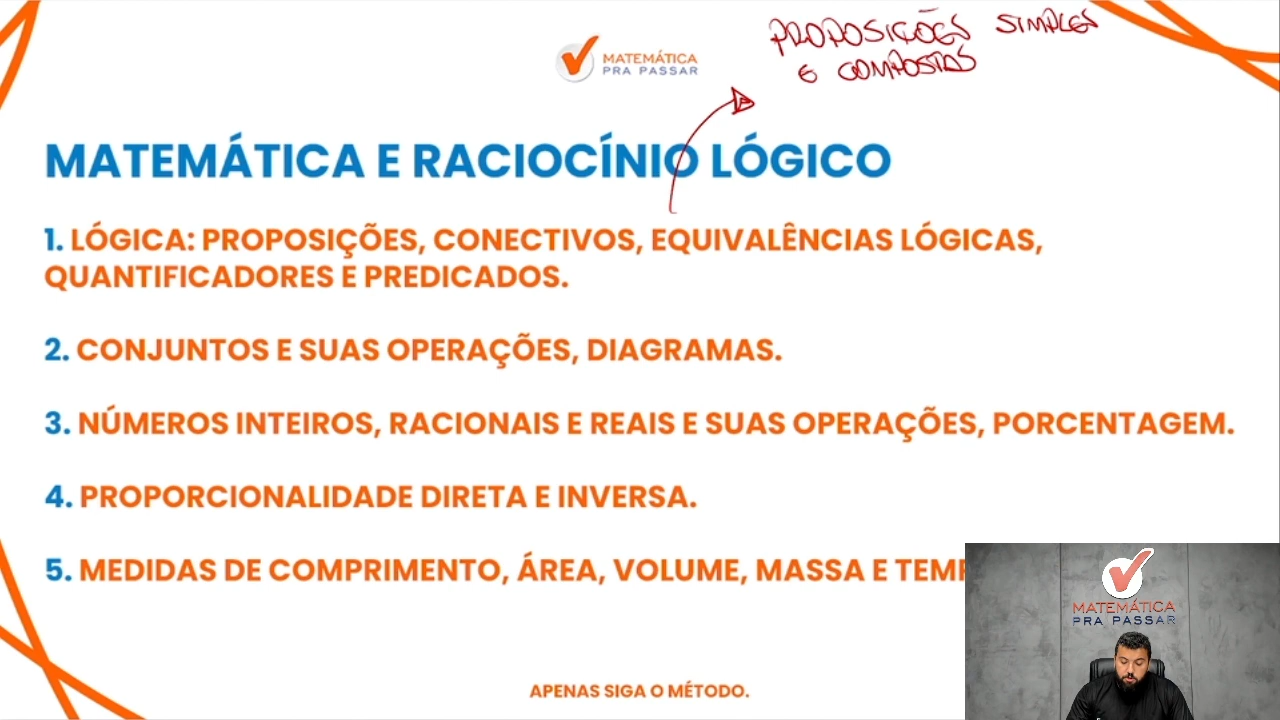 PROPOSIÇÕES SIMPLES
E COMPOSTAS
MATEMÁTICA
PRA PASSAR
MATEMÁTICA E RACIOCÍNIO LÓGICO
1. LÓGICA: PROPOSIÇÕES, CONECTIVOS, EQUIVALÊNCIAS LÓGICAS,
QUANTIFICADORES E PREDICADOS.
2. CONJUNTOS E SUAS OPERAÇÕES, DIAGRAMAS.
3. NÚMEROS INTEIROS, RACIONAIS E REAIS E SUAS OPERAÇÕES, PORCENTAGEM.
4. PROPORCIONALIDADE DIRETA E INVERSA.
5. MEDIDAS DE COMPRIMENTO, ÁREA, VOLUME, MASSA E TEMP
MATEMÁTICA
PRA PASSAR
APENAS SIGA O MÉTODO.